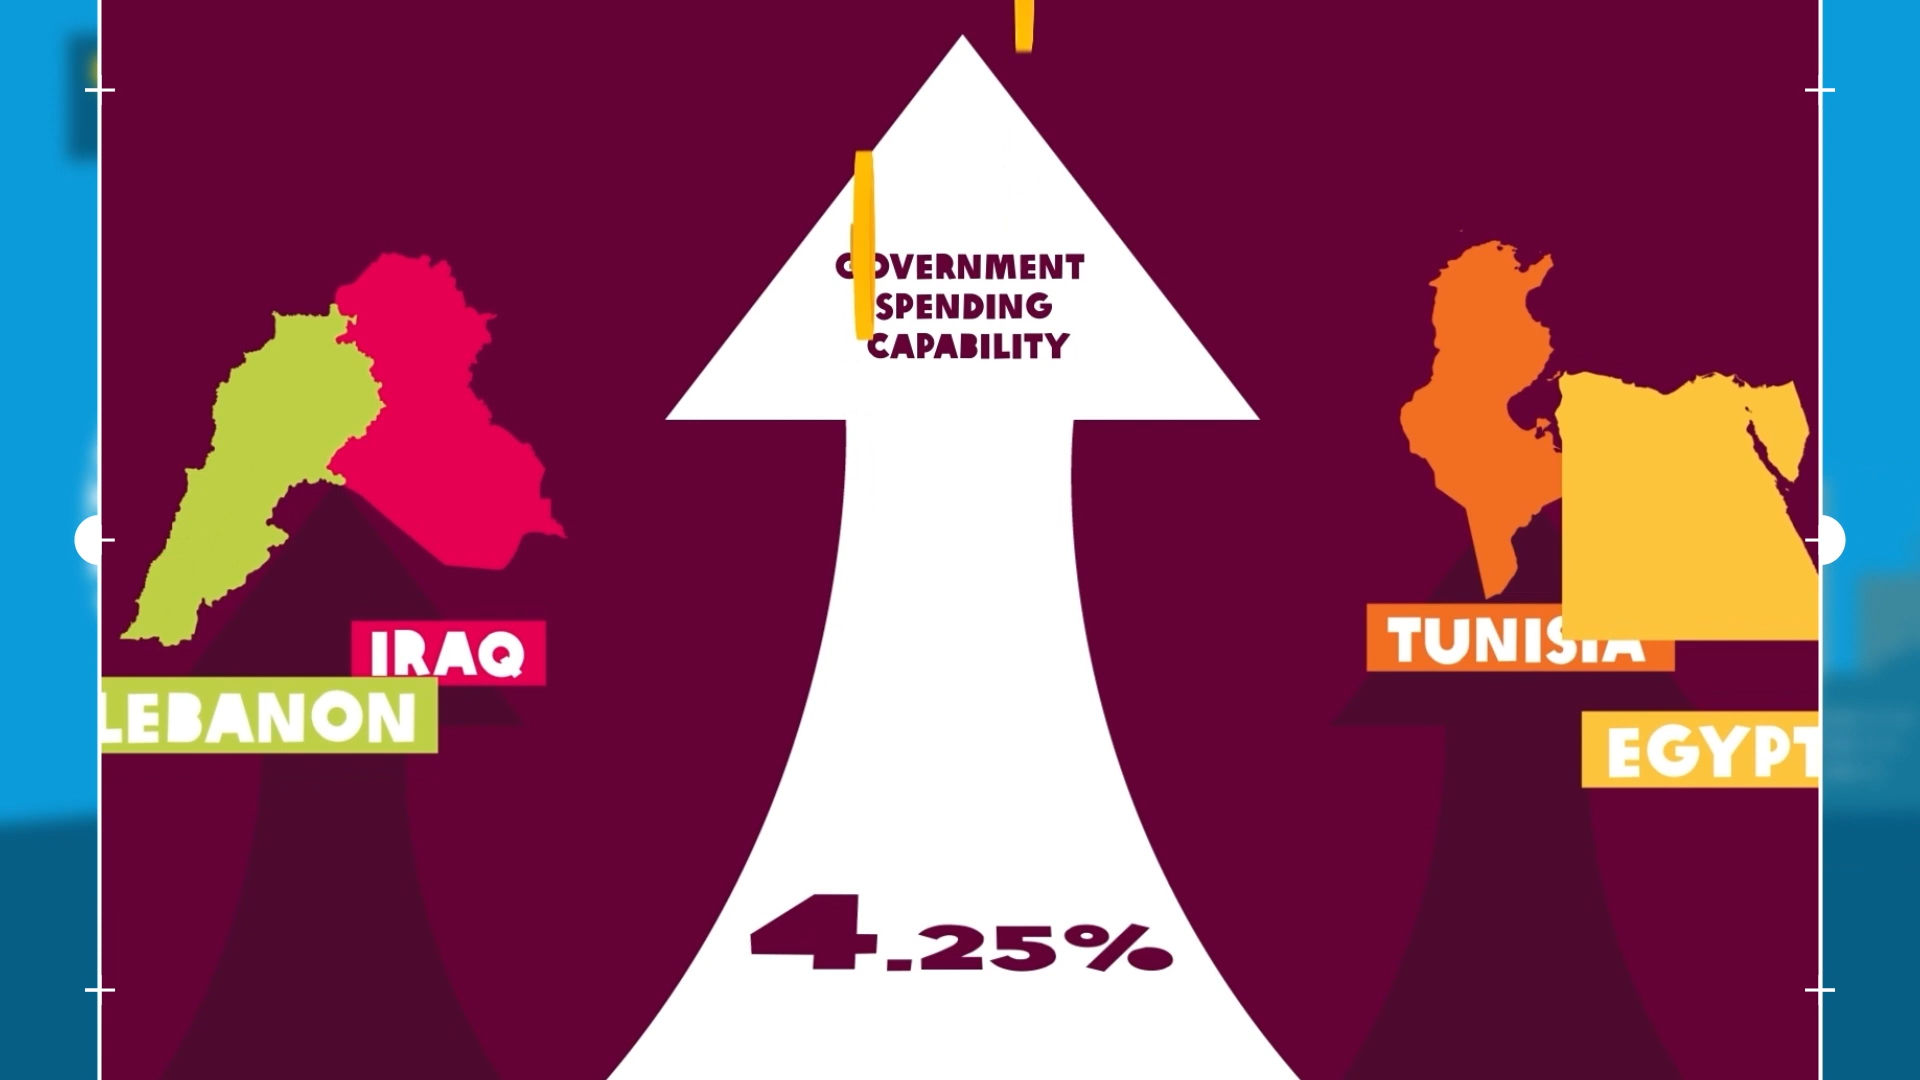 GOVERNMENT
SPENDING
CAPABILITY
IRAQ
LEBANON
TUNISIA
EGYPT
4.25%